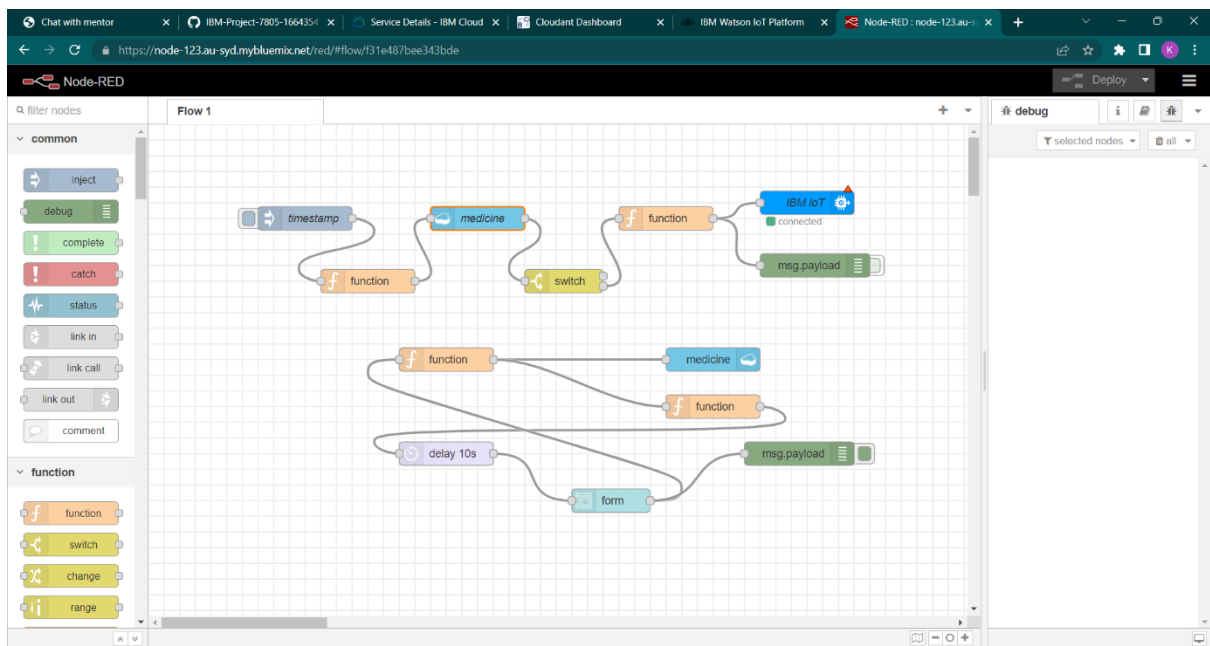 Chat with mentor
IBM-Project-7805-1664354
Service Details - IBM Cloud
Cloudant Dashboard
IBM Watson IoT Platform
Node-RED : node-123.au-s
https://node-123.au-syd.mybluemix.net/red/#flow/f31e487bee343bde
K
Node-RED
Deploy
filter nodes
Flow 1
debug
i
common
selected nodes
all
inject
debug
complete
catch
status
link in
link call
link out
comment
function
function
switch
change
range
timestamp
medicine
function
IBM IoT
connected
msg.payload
function
switch
function
medicine
function
delay 10s
msg.payload
form